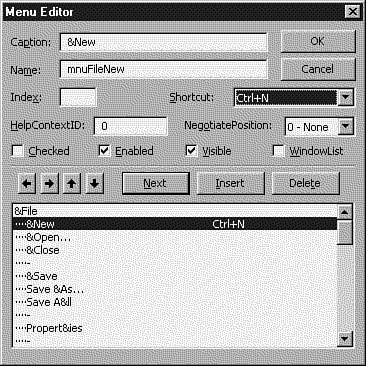 Menu Editor
Caption: &New OK
Name: mnuFileNew Cancel
Index: Shortcut: Ctrl+N
HelpContextID: 0 NegotiatePosition: 0 - None
Checked Enabled Visible WindowList
Next Insert Delete
&File
····&New Ctrl+N
····&Open...
····&Close
····-
····&Save
····Save &As...
····Save A&ll
····-
····Propert&ies
····-